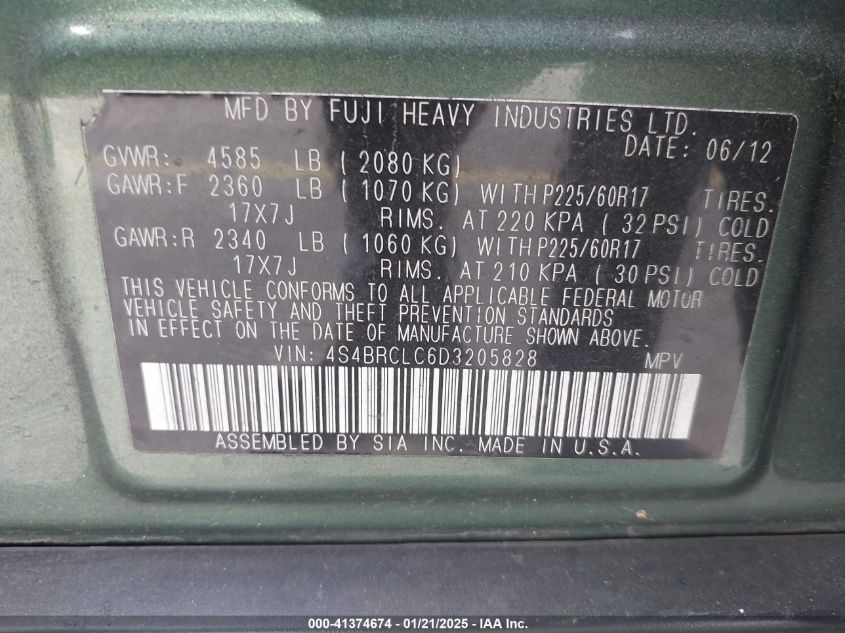 MFD BY FUJI HEAVY INDUSTRIES LTD.
DATE: 06/12
GVWR: 4585 LB ( 2080 KG)
GAWR:F 2360 LB ( 1070 KG) WITH P225/60R17 TIRES.
17X7J RIMS. AT 220 KPA ( 32 PSI) COLD
GAWR:R 2340 LB ( 1060 KG) WITH P225/60R17 TIRES.
17X7J RIMS. AT 210 KPA ( 30 PSI) COLD
THIS VEHICLE CONFORMS TO ALL APPLICABLE FEDERAL MOTOR
VEHICLE SAFETY AND THEFT PREVENTION STANDARDS
IN EFFECT ON THE DATE OF MANUFACTURE SHOWN ABOVE.
VIN: 4S4BRCLC6D3205828 MPV
ASSEMBLED BY SIA INC. MADE IN U.S.A.
000-41374674 - 01/21/2025 - IAA Inc.